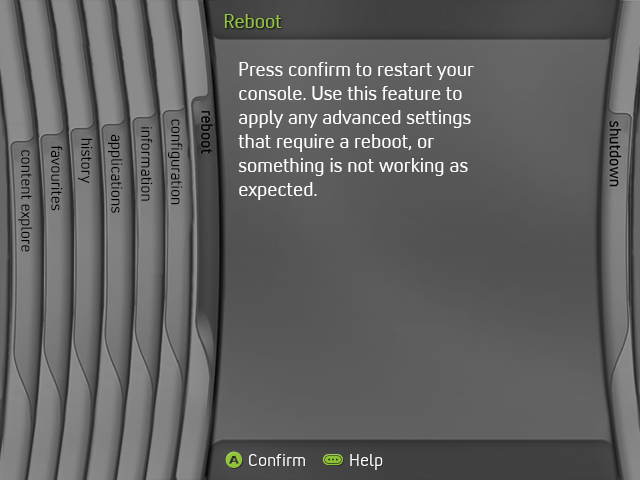 Reboot
Press confirm to restart your
console. Use this feature to
apply any advanced settings
that require a reboot, or
something is not working as
expected.
content explore
favourites
history
applications
information
configuration
reboot
shutdown
A Confirm
Help